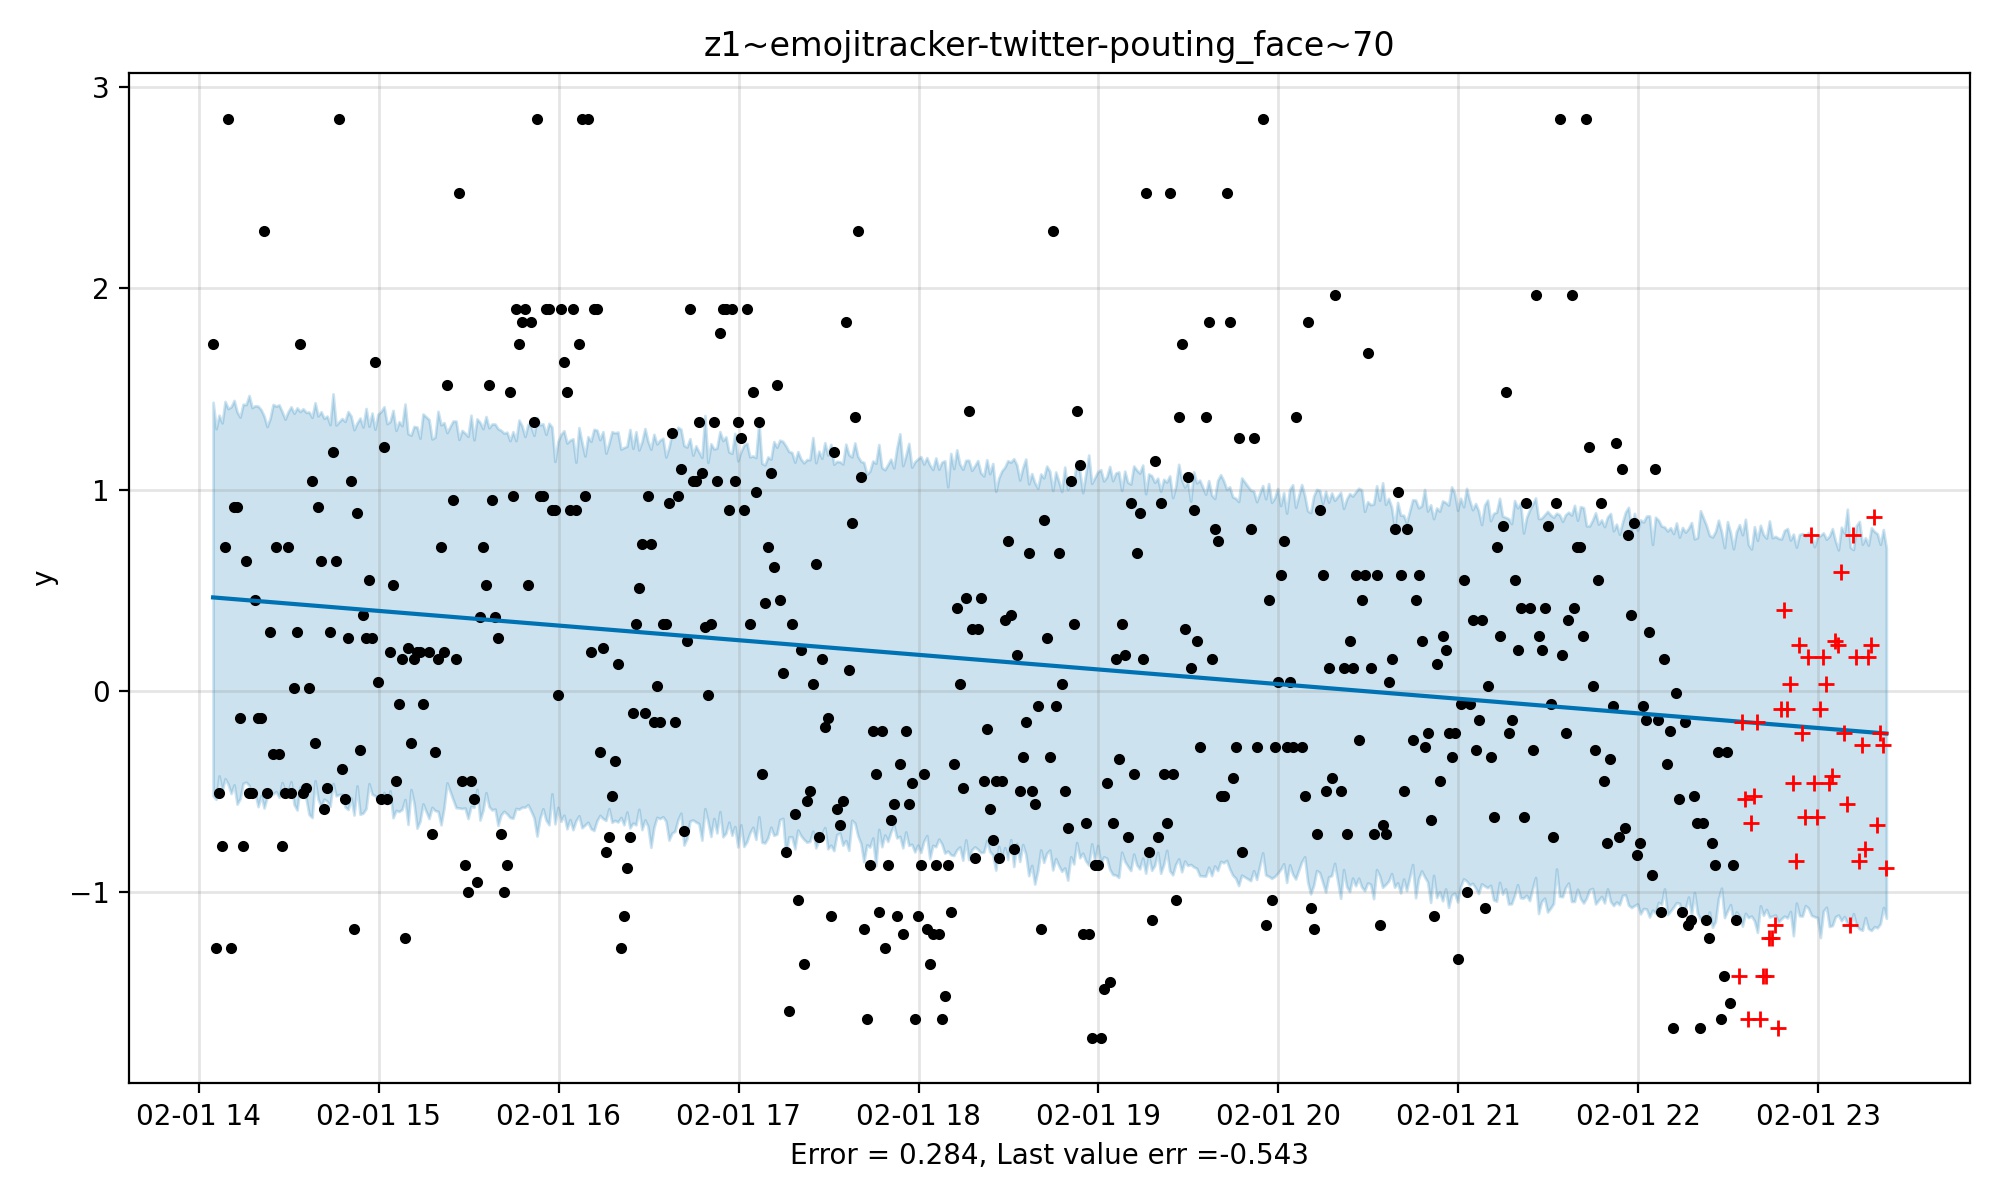 z1~emojitracker-twitter-pouting_face~70
3
2
1
0
−1
y
02-01 14 02-01 15 02-01 16 02-01 17 02-01 18 02-01 19 02-01 20 02-01 21 02-01 22 02-01 23
Error = 0.284, Last value err =-0.543